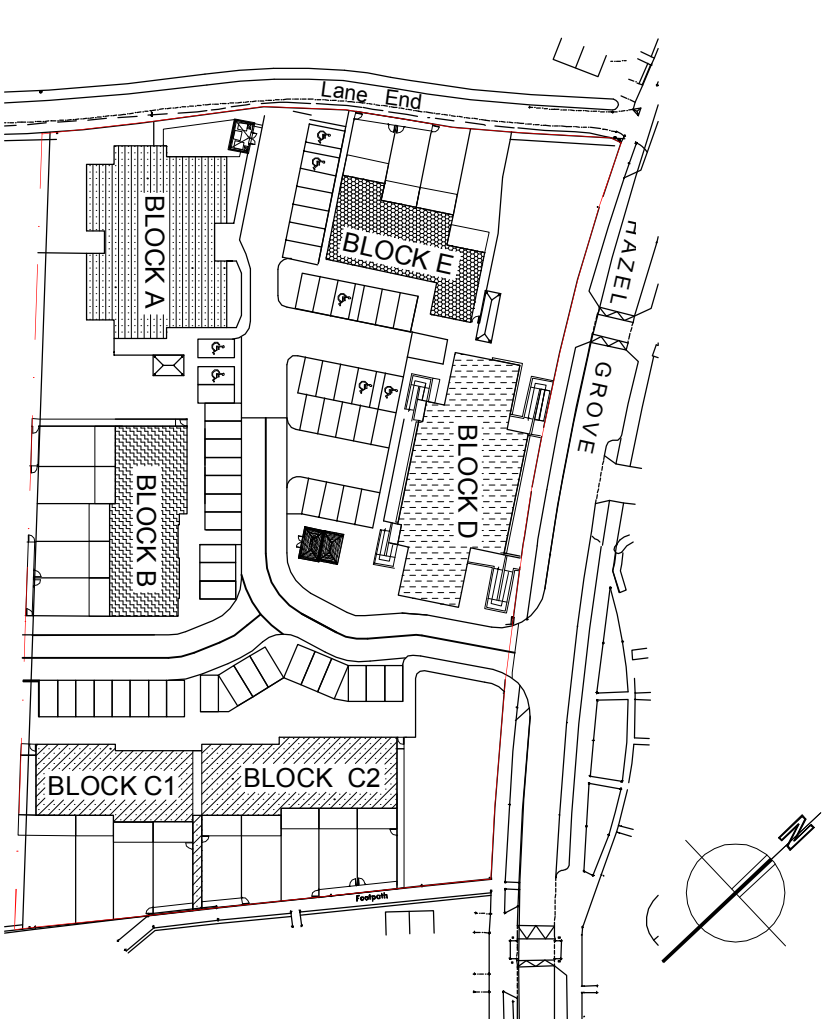 Lane End
HAZEL
GROVE
BLOCK A
BLOCK E
BLOCK D
BLOCK B
BLOCK C1
BLOCK C2
Footpath
N